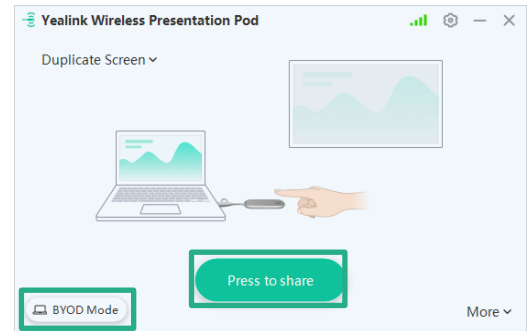 Yealink Wireless Presentation Pod
Duplicate Screen
Press to share
BYOD Mode
More